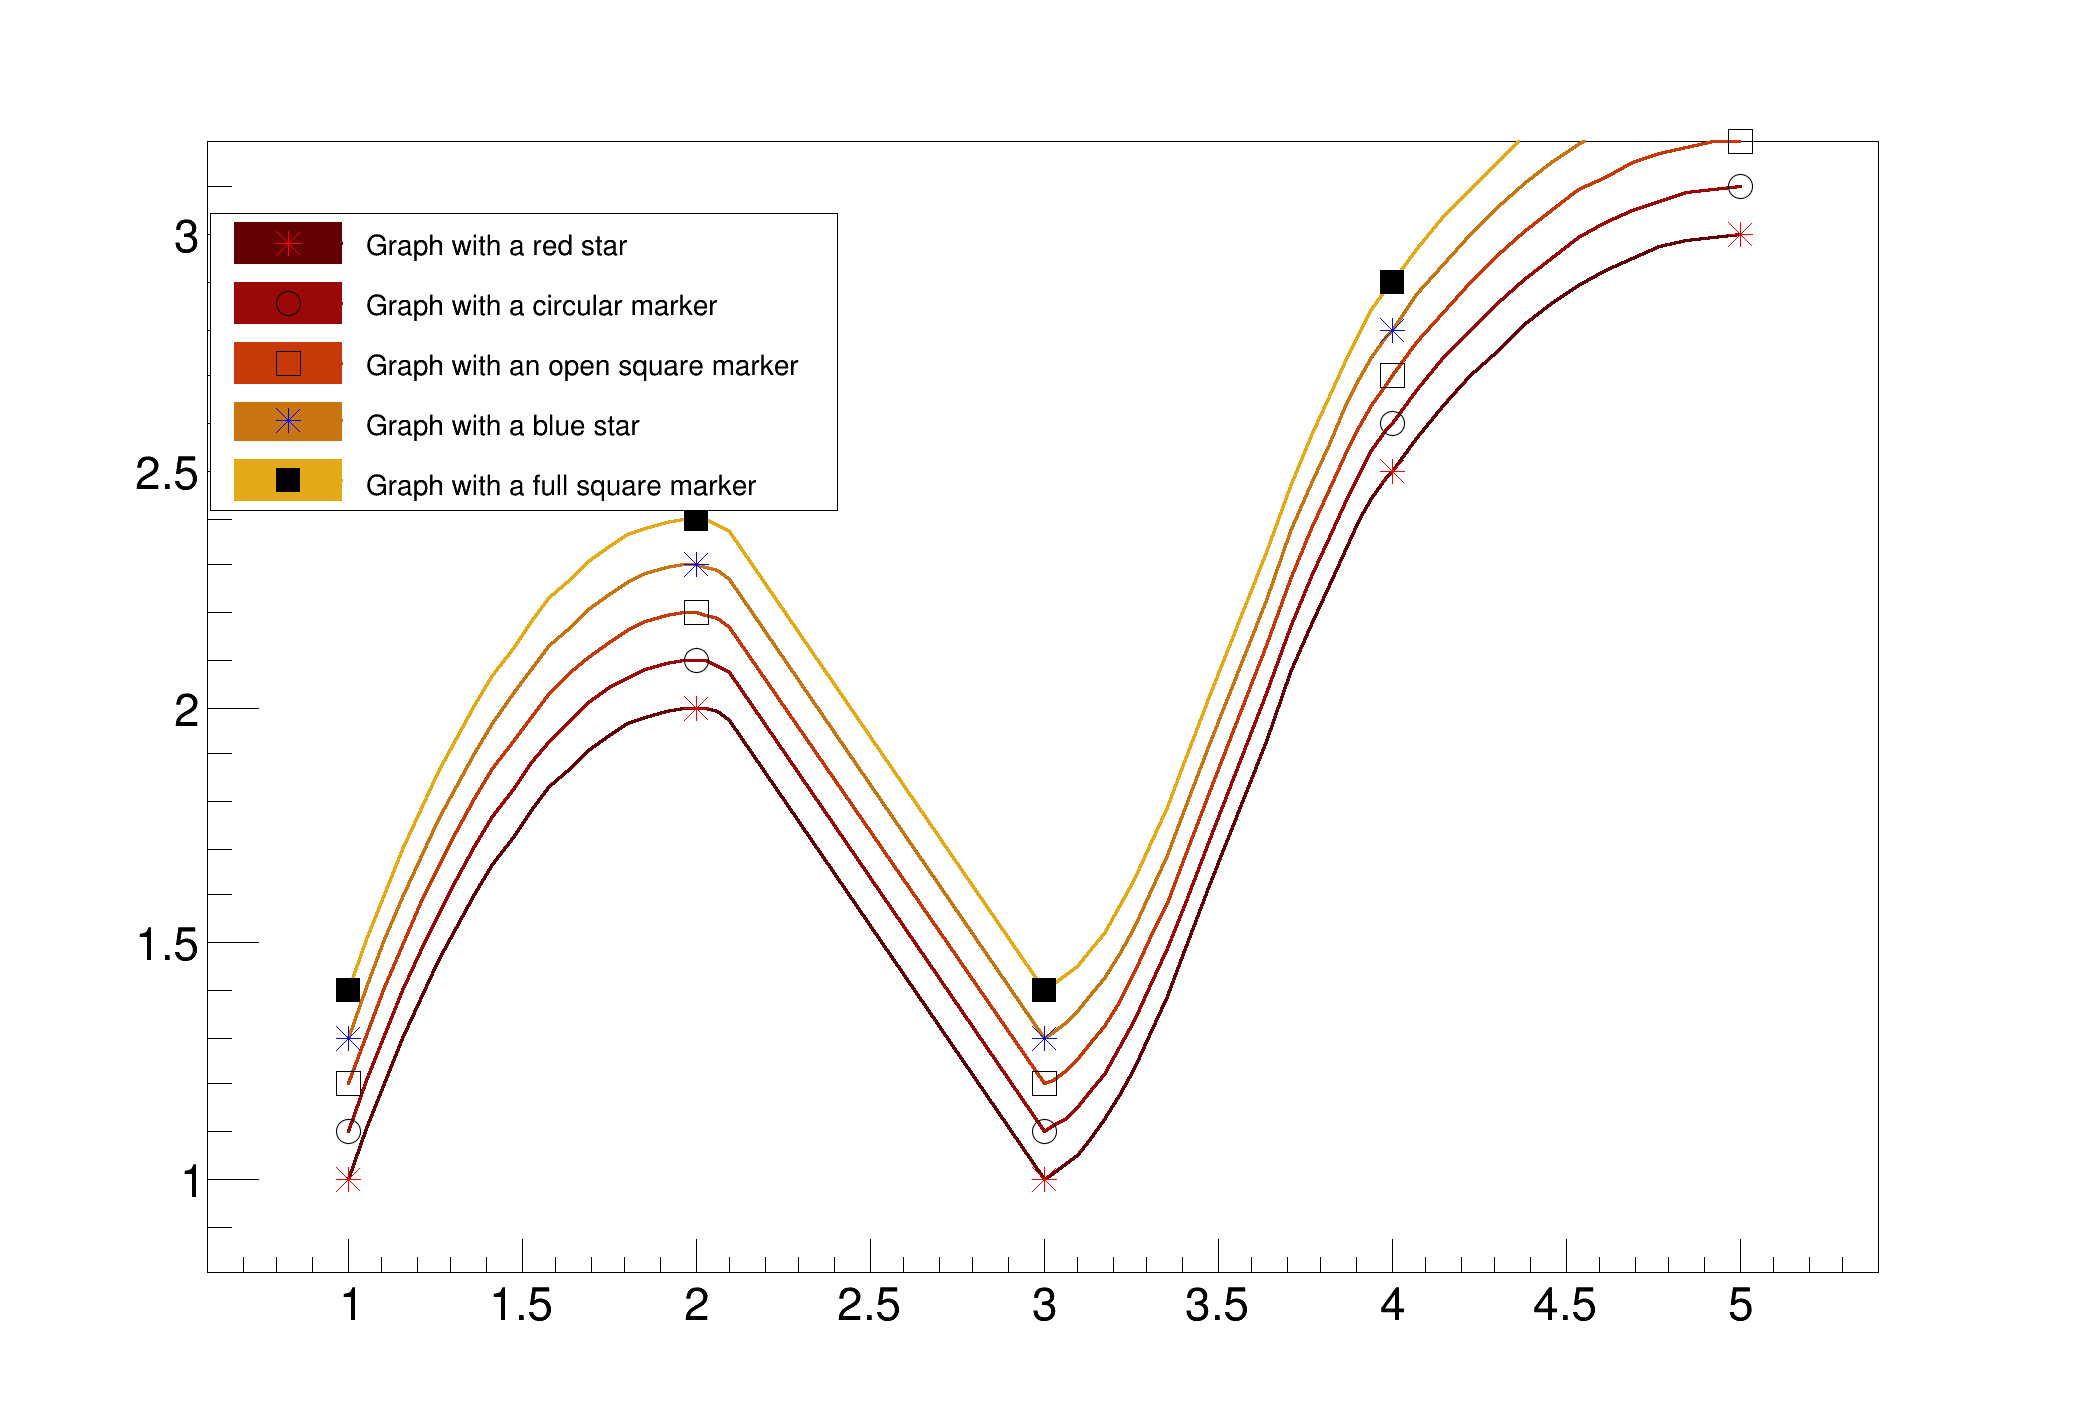 3
Graph with a red star
Graph with a circular marker
Graph with an open square marker
Graph with a blue star
2.5
Graph with a full square marker
2
1.5
1
1 1.5 2 2.5 3 3.5 4 4.5 5